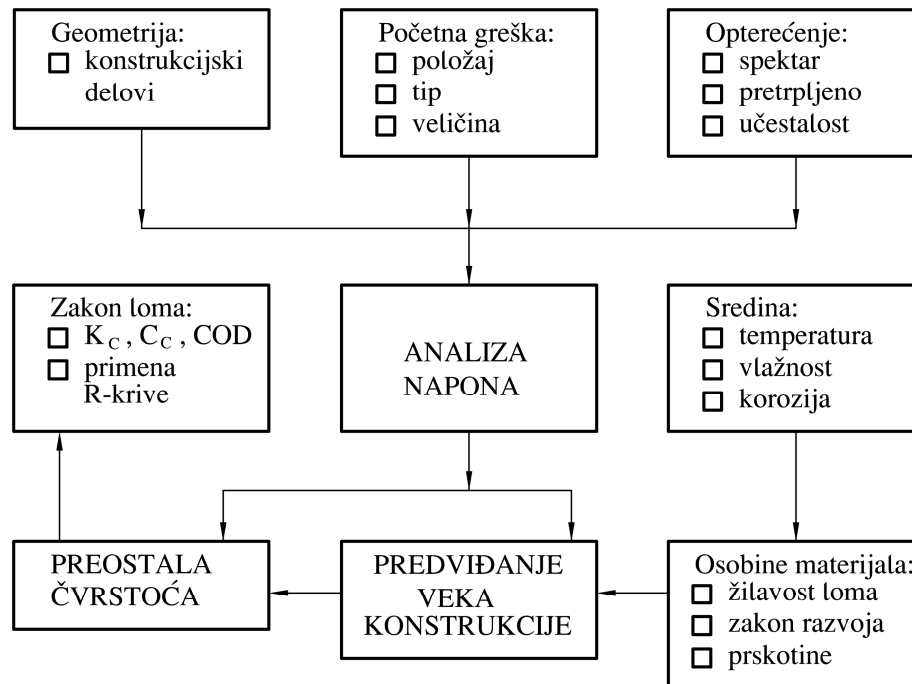 Geometrija:
konstrukcijski
delovi
Početna greška:
položaj
tip
veličina
Opterećenje:
spektar
pretrpljeno
učestalost
Zakon loma:
K_C , C_C , COD
primena
R-krive
ANALIZA
NAPONA
Sredina:
temperatura
vlažnost
korozija
PREOSTALA
ČVRSTOĆA
PREDVIĐANJE
VEKA
KONSTRUKCIJE
Osobine materijala:
žilavost loma
zakon razvoja
prskotine